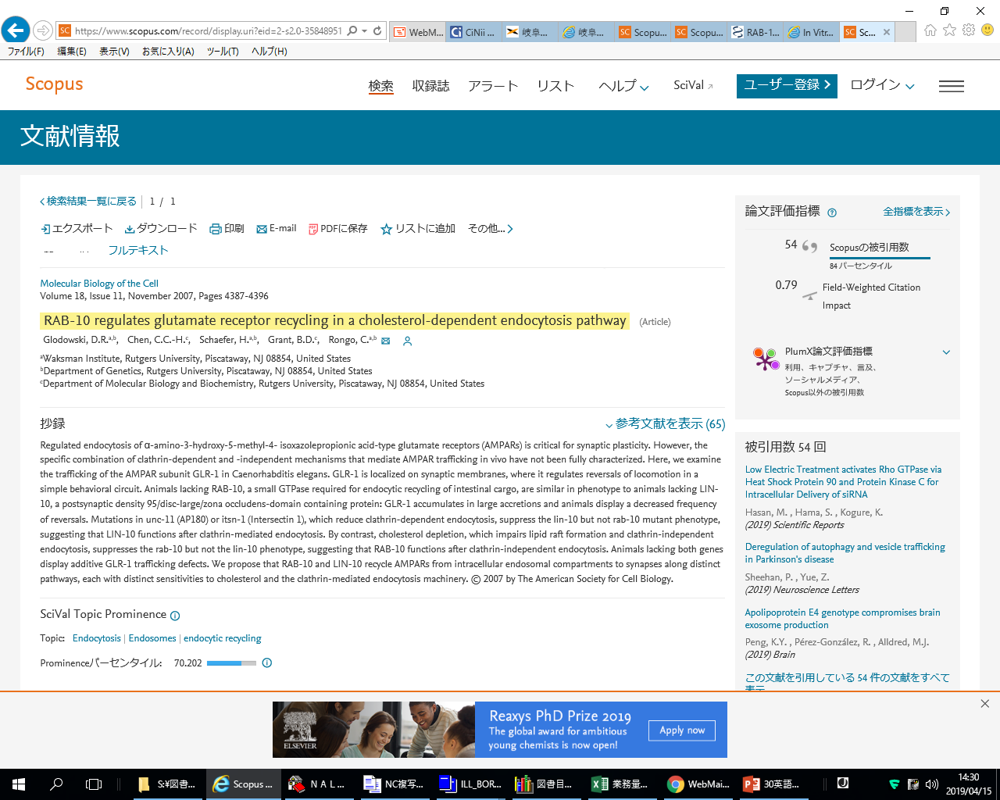 https://www.scopus.com/record/display.uri?eid=2-s2.0-35848951
WebM...
CiNii ...
岐阜...
岐阜...
Scopu...
Scopu...
RAB-1...
In Vitr...
Sc...
ファイル(F) 編集(E) 表示(V) お気に入り(A) ツール(T) ヘルプ(H)
Scopus
検索 収録誌 アラート リスト ヘルプ SciVal ユーザー登録 ログイン
文献情報
検索結果一覧に戻る 1 / 1
エクスポート ダウンロード 印刷 E-mail PDFに保存 リストに追加 その他...
フルテキスト
Molecular Biology of the Cell
Volume 18, Issue 11, November 2007, Pages 4387-4396
RAB-10 regulates glutamate receptor recycling in a cholesterol-dependent endocytosis pathway (Article)
Glodowski, D.R.a,b, Chen, C.C.-H.c, Schaefer, H.a,b, Grant, B.D.c, Rongo, C.a,b
aWaksman Institute, Rutgers University, Piscataway, NJ 08854, United States
bDepartment of Genetics, Rutgers University, Piscataway, NJ 08854, United States
cDepartment of Molecular Biology and Biochemistry, Rutgers University, Piscataway, NJ 08854, United States
抄録
参考文献を表示 (65)
Regulated endocytosis of α-amino-3-hydroxy-5-methyl-4- isoxazolepropionic acid-type glutamate receptors (AMPARs) is critical for synaptic plasticity. However, the
specific combination of clathrin-dependent and -independent mechanisms that mediate AMPAR trafficking in vivo have not been fully characterized. Here, we examine
the trafficking of the AMPAR subunit GLR-1 in Caenorhabditis elegans. GLR-1 is localized on synaptic membranes, where it regulates reversals of locomotion in a
simple behavioral circuit. Animals lacking RAB-10, a small GTPase required for endocytic recycling of intestinal cargo, are similar in phenotype to animals lacking LIN-
10, a postsynaptic density 95/disc-large/zona occludens-domain containing protein: GLR-1 accumulates in large accretions and animals display a decreased frequency
of reversals. Mutations in unc-11 (AP180) or itsn-1 (Intersectin 1), which reduce clathrin-dependent endocytosis, suppress the lin-10 but not rab-10 mutant phenotype,
suggesting that LIN-10 functions after clathrin-mediated endocytosis. By contrast, cholesterol depletion, which impairs lipid raft formation and clathrin-independent
endocytosis, suppresses the rab-10 but not the lin-10 phenotype, suggesting that RAB-10 functions after clathrin-independent endocytosis. Animals lacking both genes
display additive GLR-1 trafficking defects. We propose that RAB-10 and LIN-10 recycle AMPARs from intracellular endosomal compartments to synapses along distinct
pathways, each with distinct sensitivities to cholesterol and the clathrin-mediated endocytosis machinery. © 2007 by The American Society for Cell Biology.
SciVal Topic Prominence
Topic: Endocytosis | Endosomes | endocytic recycling
Prominenceパーセンタイル: 70.202
論文評価指標 全指標を表示
54 Scopusの被引用数
84 パーセンタイル
0.79 Field-Weighted Citation
Impact
PlumX論文評価指標
利用、キャプチャ、言及、
ソーシャルメディア、
Scopus以外の被引用数
被引用数 54 回
Low Electric Treatment activates Rho GTPase via
Heat Shock Protein 90 and Protein Kinase C for
Intracellular Delivery of siRNA
Hasan, M. , Hama, S. , Kogure, K.
(2019) Scientific Reports
Deregulation of autophagy and vesicle trafficking
in Parkinson's disease
Sheehan, P. , Yue, Z.
(2019) Neuroscience Letters
Apolipoprotein E4 genotype compromises brain
exosome production
Peng, K.Y. , Pérez-González, R. , Alldred, M.J.
(2019) Brain
この文献を引用している 54 件の文献をすべて
表示
ELSEVIER
Reaxys PhD Prize 2019
The global award for ambitious
young chemists is now open!
Apply now
S:¥図書...
Scopus ...
N A L ...
NC複写...
ILL_BOR...
図書目...
業務量...
WebMai...
30英語...
14:30
2019/04/15